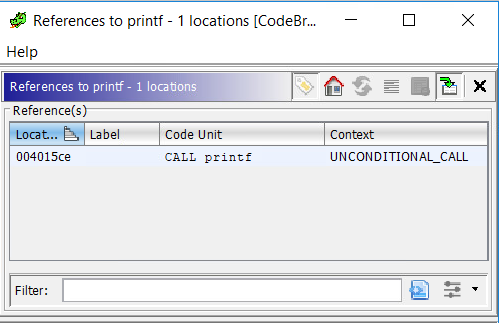 References to printf - 1 locations [CodeBr...
Help
References to printf - 1 locations
Reference(s)
Locat... Label Code Unit Context
004015ce CALL printf UNCONDITIONAL_CALL
Filter: